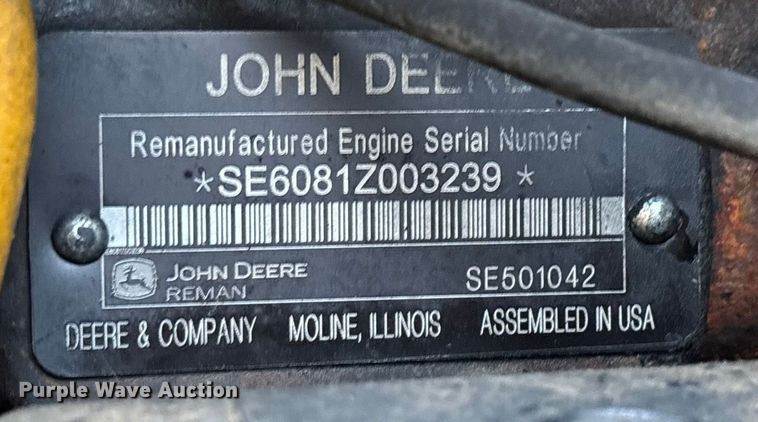 JOHN DEERE
Remanufactured Engine Serial Number
*SE6081Z003239*
JOHN DEERE
REMAN
SE501042
DEERE & COMPANY MOLINE, ILLINOIS ASSEMBLED IN USA
Purple Wave Auction